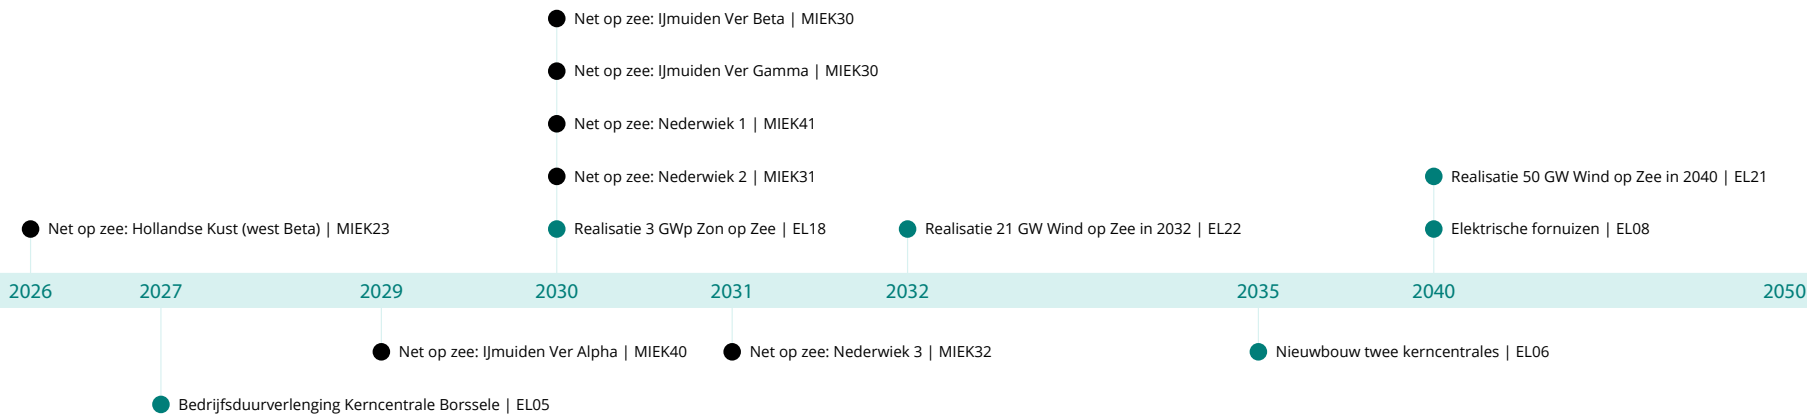 Net op zee: IJmuiden Ver Beta | MIEK30
Net op zee: IJmuiden Ver Gamma | MIEK30
Net op zee: Nederwiek 1 | MIEK41
Net op zee: Nederwiek 2 | MIEK31
Realisatie 50 GW Wind op Zee in 2040 | EL21
Net op zee: Hollandse Kust (west Beta) | MIEK23
Realisatie 3 GWp Zon op Zee | EL18
Realisatie 21 GW Wind op Zee in 2032 | EL22
Elektrische fornuizen | EL08
2026 2027 2029 2030 2031 2032 2035 2040 2050
Net op zee: IJmuiden Ver Alpha | MIEK40
Net op zee: Nederwiek 3 | MIEK32
Nieuwbouw twee kerncentrales | EL06
Bedrijfsduurverlenging Kerncentrale Borssele | EL05